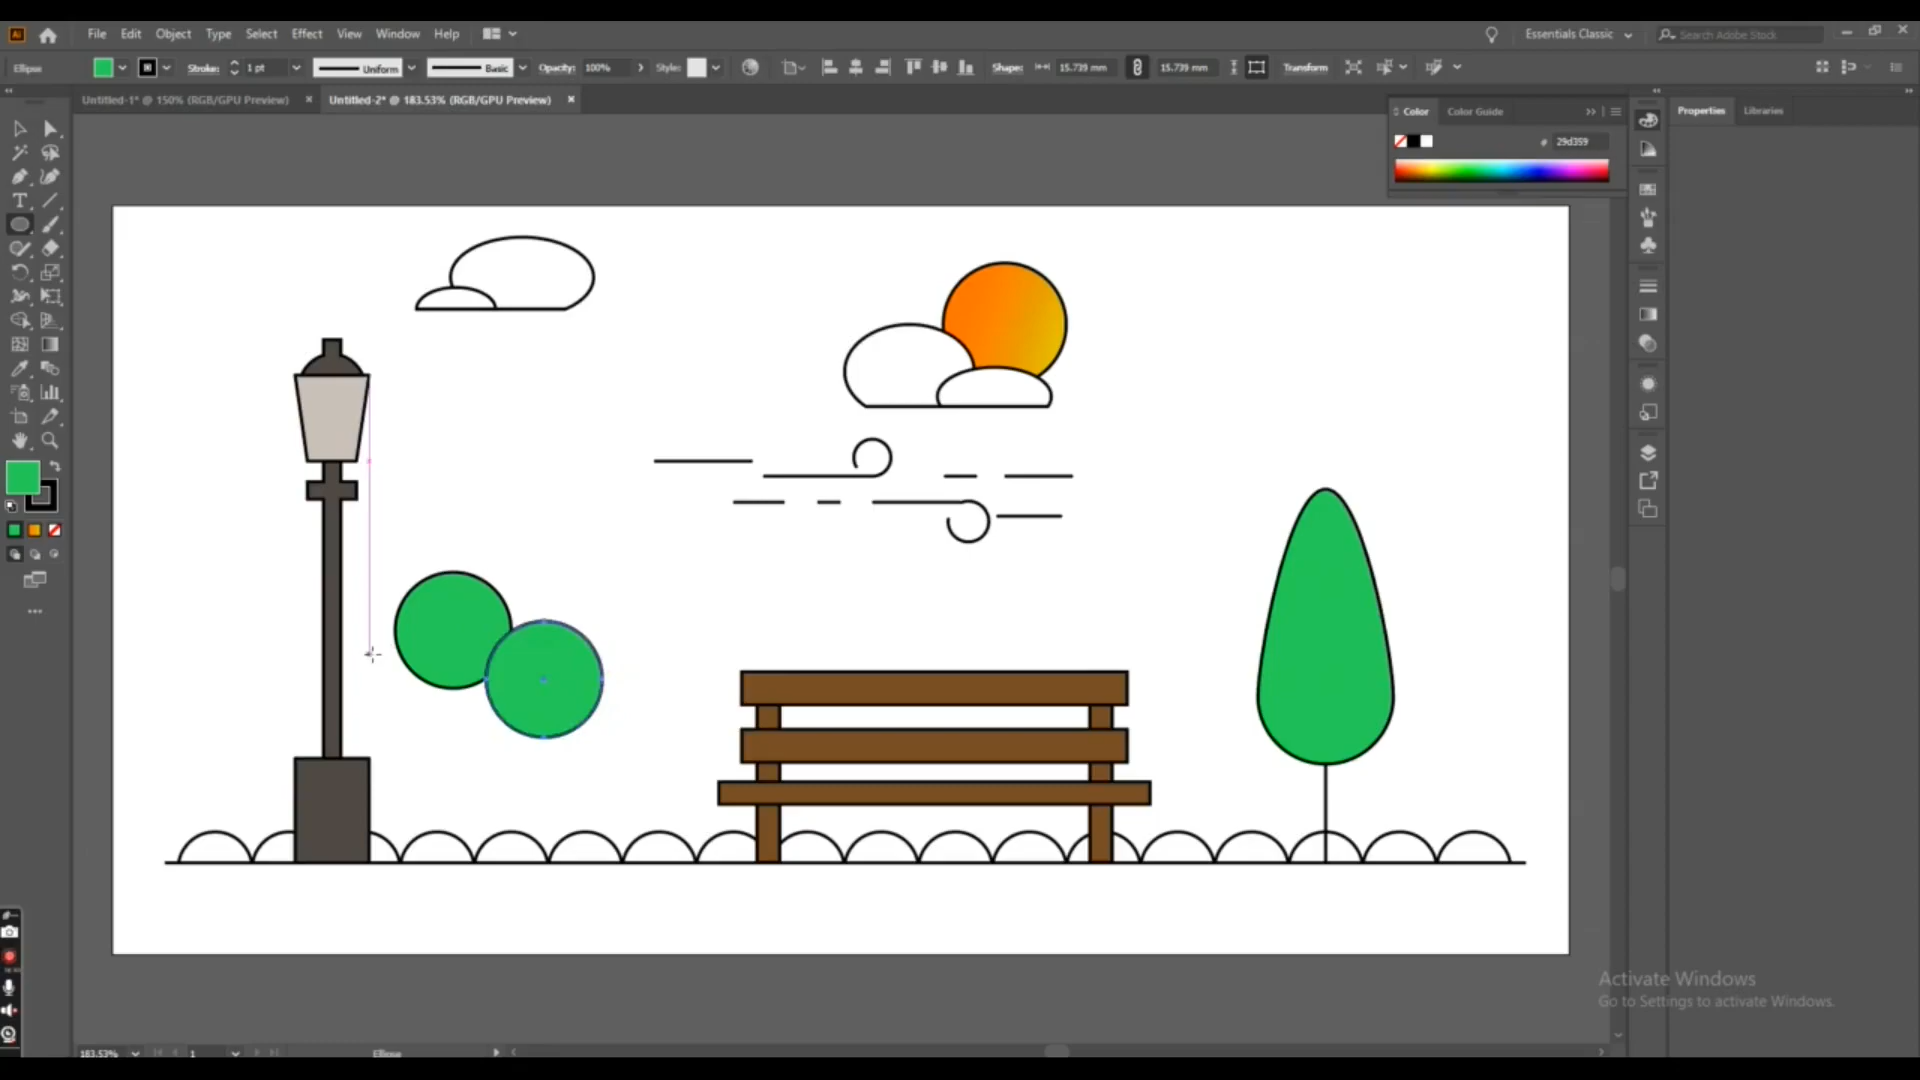 Ai File Edit Object Type Select Effect View Window Help Essentials Classic Search Adobe Stock
Ellipse Stroke: 1 pt Uniform Basic Opacity: 100% Style: Shape: 15.739 mm 15.739 mm Transform
Untitled-1* @ 150% (RGB/GPU Preview) × Untitled-2* @ 183.53% (RGB/GPU Preview) ×
Color Color Guide
# 29d359
Properties Libraries
Activate Windows
Go to Settings to activate Windows.
183.53% 1 Ellipse